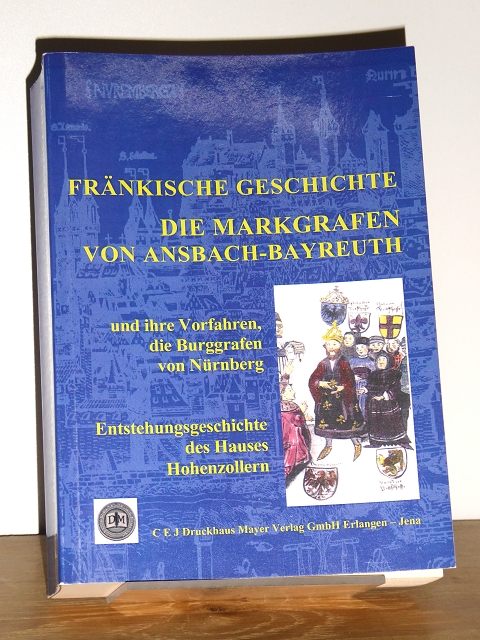 NVREMBERGA
FRÄNKISCHE GESCHICHTE
DIE MARKGRAFEN
VON ANSBACH-BAYREUTH
und ihre Vorfahren,
die Burggrafen
von Nürnberg
Entstehungsgeschichte
des Hauses
Hohenzollern
DM
C E J Druckhaus Mayer Verlag GmbH Erlangen – Jena